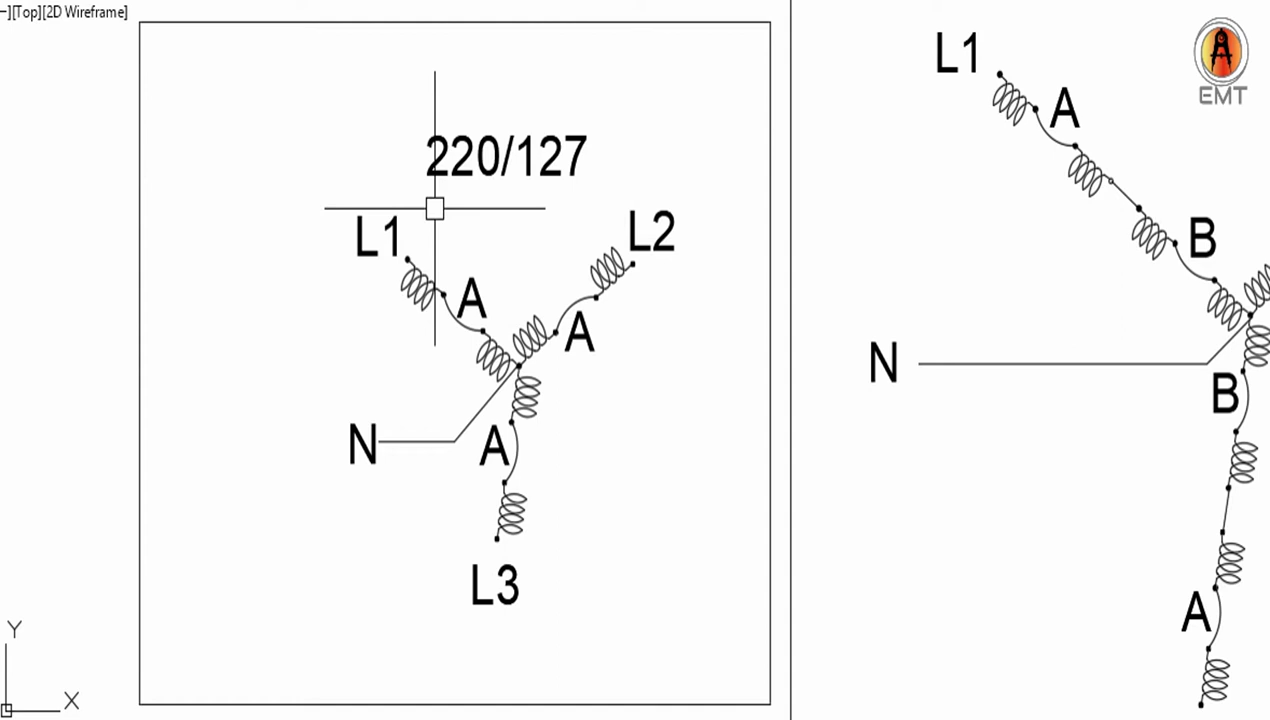 −][Top][2D Wireframe]
220/127
L1
L2
A
A
N
A
L3
Y
X
L1
A
B
N
B
A
EMT